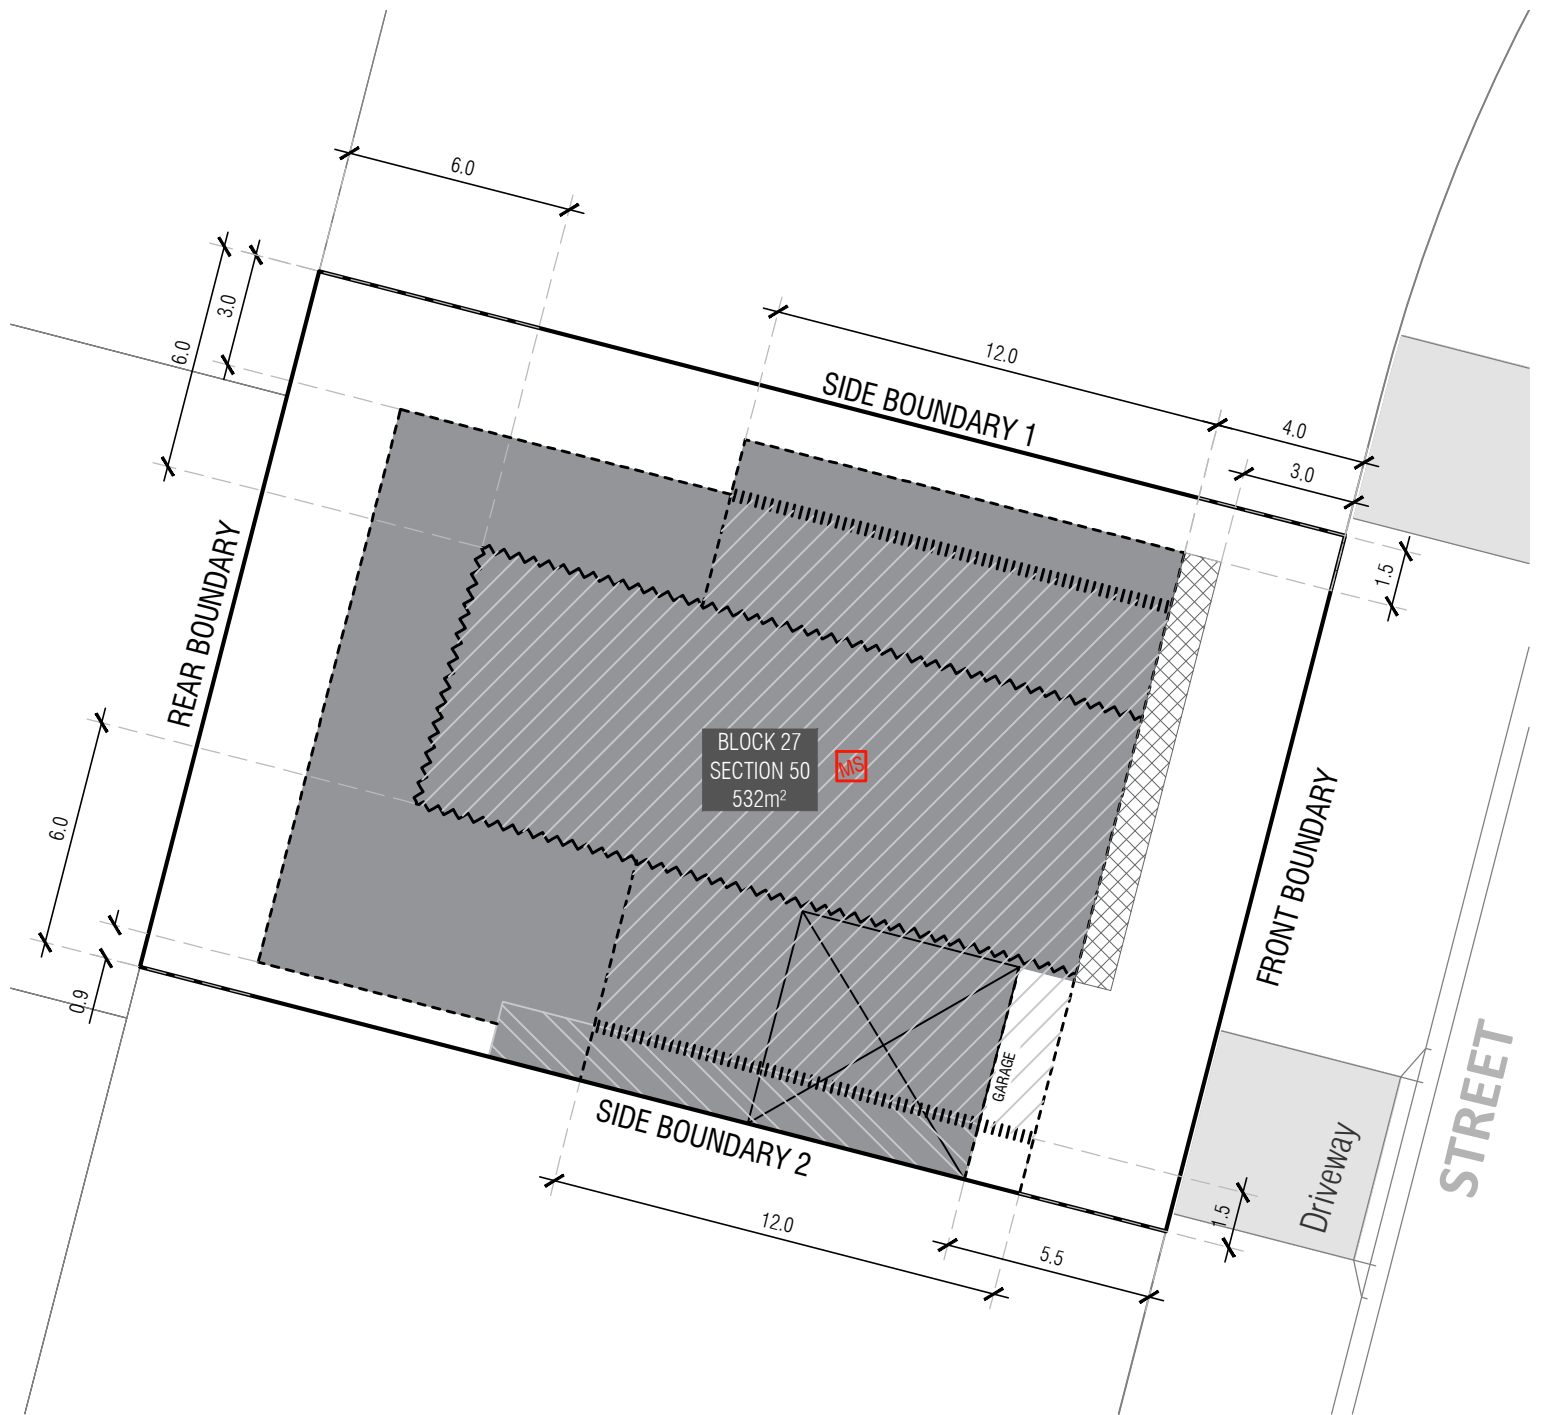 6.0
3.0
6.0
12.0
SIDE BOUNDARY 1
4.0
3.0
1.5
REAR BOUNDARY
BLOCK 27
SECTION 50
532m²
MS
6.0
FRONT BOUNDARY
0.9
GARAGE
SIDE BOUNDARY 2
STREET
Driveway
1.5
12.0
5.5